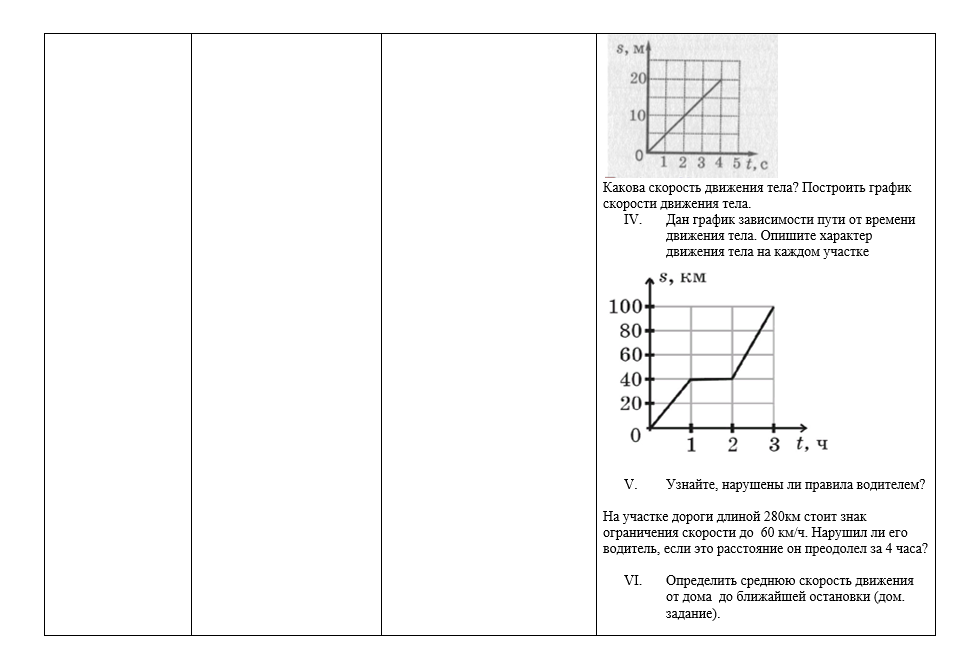 s, м
20
10
0
1 2 3 4 5 t, с
Какова скорость движения тела? Построить график
скорости движения тела.
IV. Дан график зависимости пути от времени
движения тела. Опишите характер
движения тела на каждом участке
s, км
100
80
60
40
20
0
1 2 3 t, ч
V. Узнайте, нарушены ли правила водителем?
На участке дороги длиной 280км стоит знак
ограничения скорости до 60 км/ч. Нарушил ли его
водитель, если это расстояние он преодолел за 4 часа?
VI. Определить среднюю скорость движения
от дома до ближайшей остановки (дом.
задание).